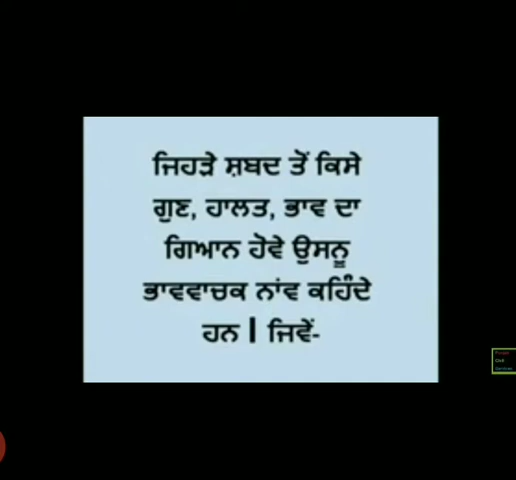 ਜਿਹੜੇ ਸ਼ਬਦ ਤੋਂ ਕਿਸੇ
ਗੁਣ, ਹਾਲਤ, ਭਾਵ ਦਾ
ਗਿਆਨ ਹੋਵੇ ਉਸਨੂ
ਭਾਵਵਾਚਕ ਨਾਂਵ ਕਹਿੰਦੇ
ਹਨ | ਜਿਵੇਂ-